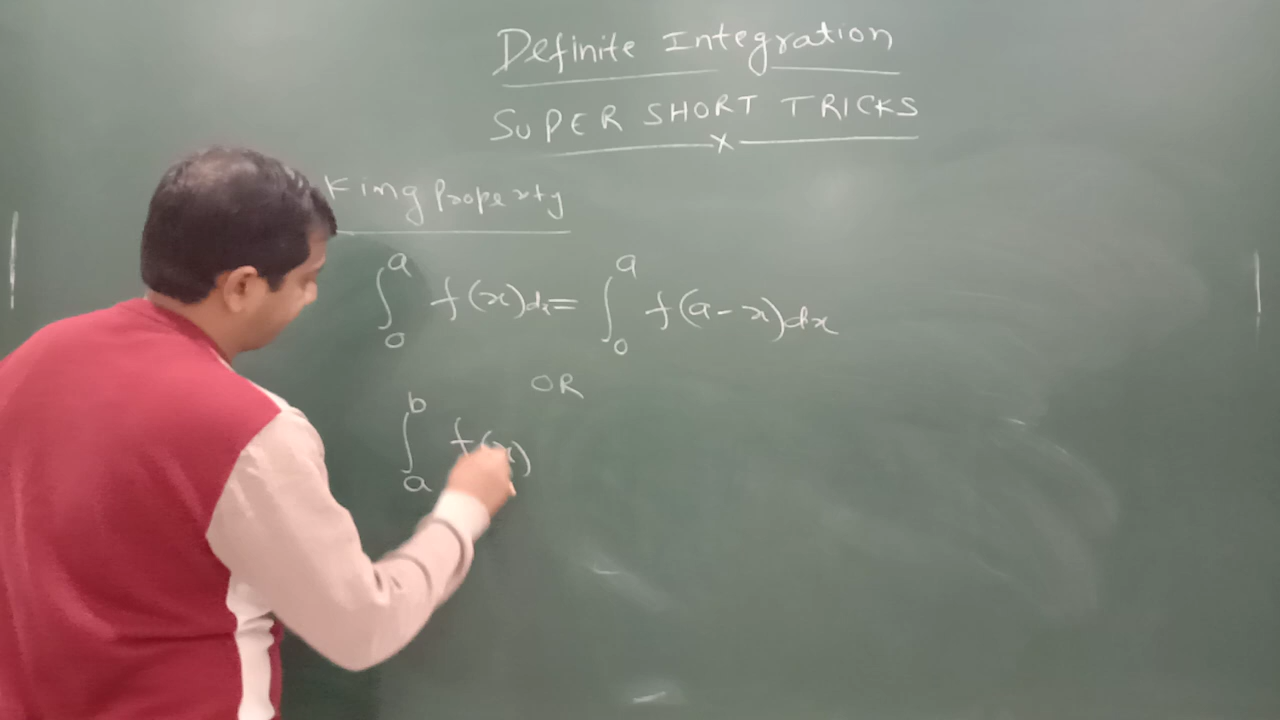 Definite Integration
SUPER SHORT TRICKS
x
King Property
∫₀ᵃ f(x)dx = ∫₀ᵃ f(a-x)dx
OR
∫ₐᵇ f(x)